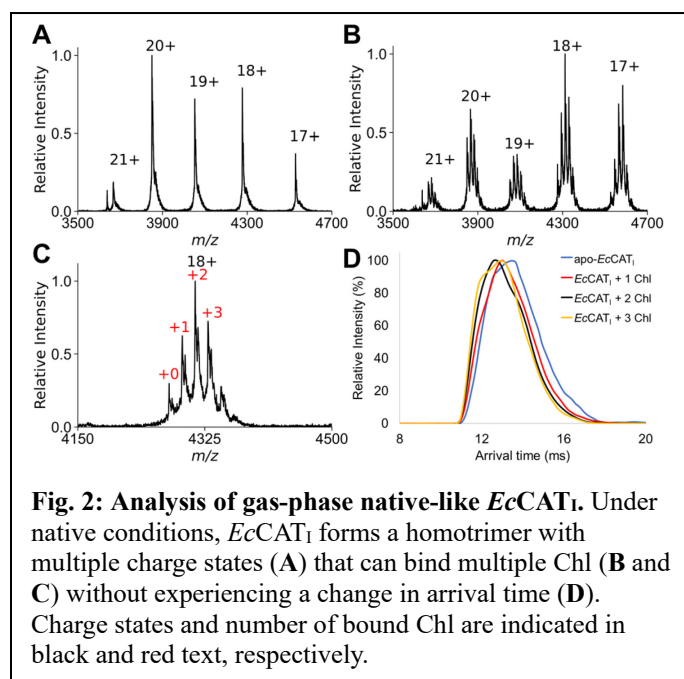 A
B
20+
19+
18+
17+
21+
1.0
0.5
0.0
Relative Intensity
3500 3900 4300 4700
m/z
18+
17+
20+
19+
21+
1.0
0.5
0.0
Relative Intensity
3500 3900 4300 4700
m/z
C
18+
+2
+3
+1
+0
1.0
0.5
0.0
Relative Intensity
4150 4325 4500
m/z
D
apo-EcCATI
EcCATI + 1 Chl
EcCATI + 2 Chl
EcCATI + 3 Chl
100
80
60
40
20
0
Relative Intensity (%)
8 12 16 20
Arrival time (ms)
Fig. 2: Analysis of gas-phase native-like EcCATI. Under
native conditions, EcCATI forms a homotrimer with
multiple charge states (A) that can bind multiple Chl (B and
C) without experiencing a change in arrival time (D).
Charge states and number of bound Chl are indicated in
black and red text, respectively.